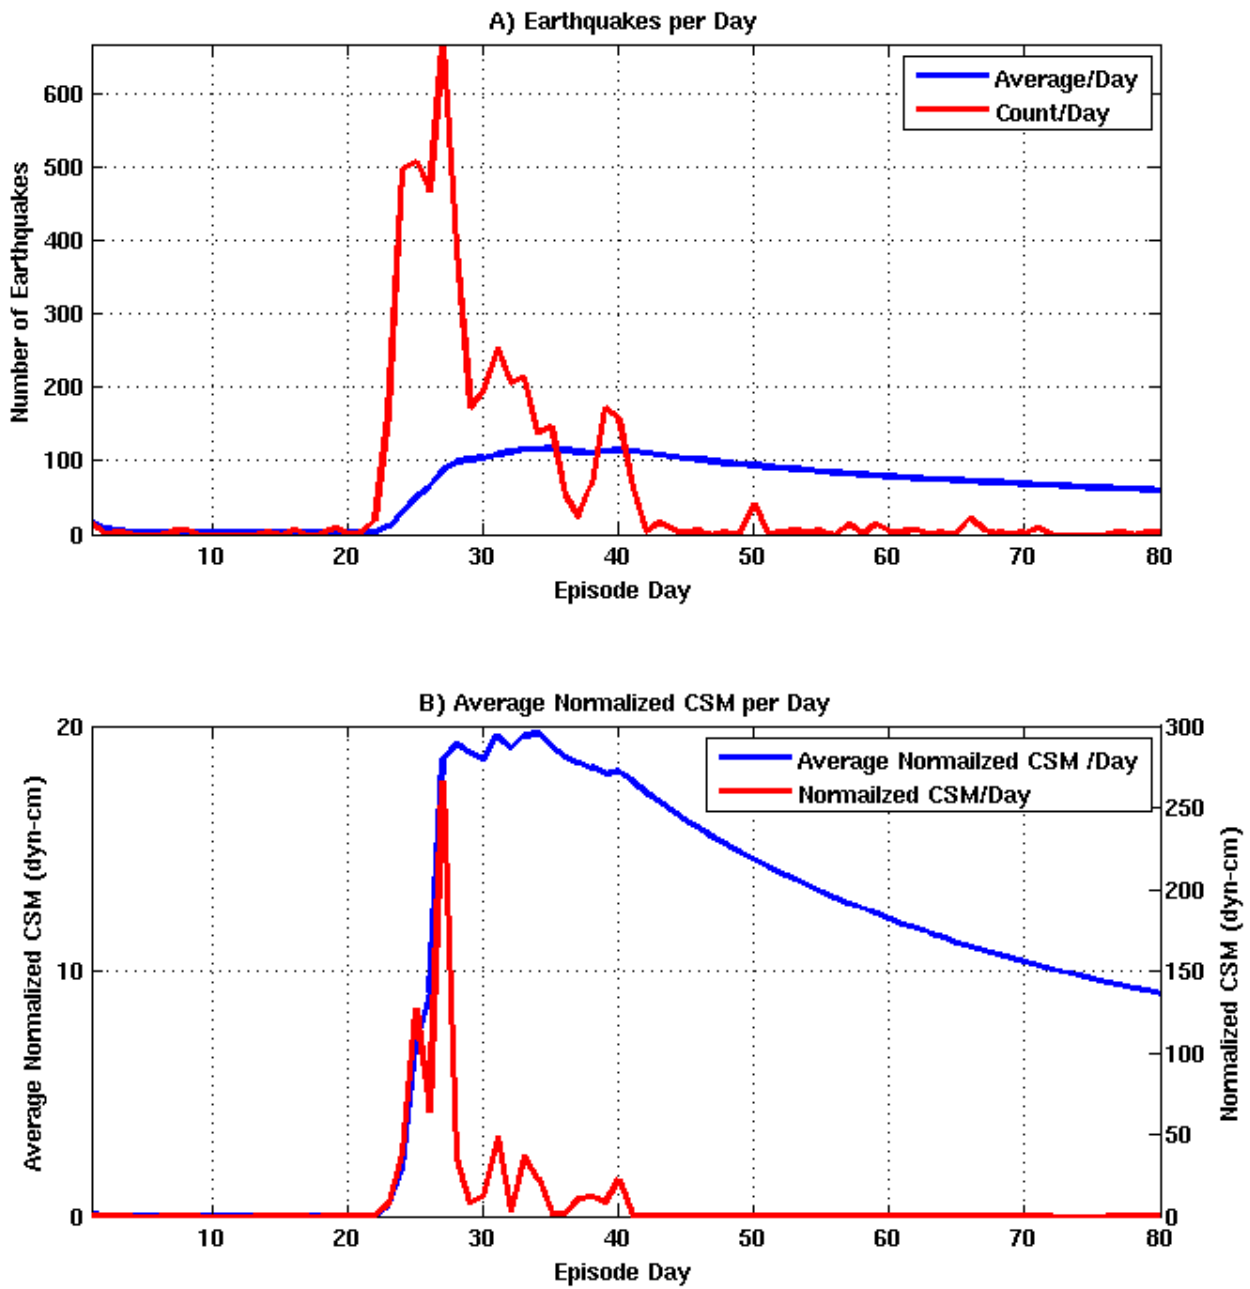 A) Earthquakes per Day
Number of Earthquakes
600
500
400
300
200
100
0
Average/Day
Count/Day
10 20 30 40 50 60 70 80
Episode Day
B) Average Normalized CSM per Day
Average Normalized CSM (dyn-cm)
20
10
0
Average Normailzed CSM /Day
Normailzed CSM/Day
300
250
200
150
100
50
0
Normalized CSM (dyn-cm)
10 20 30 40 50 60 70 80
Episode Day